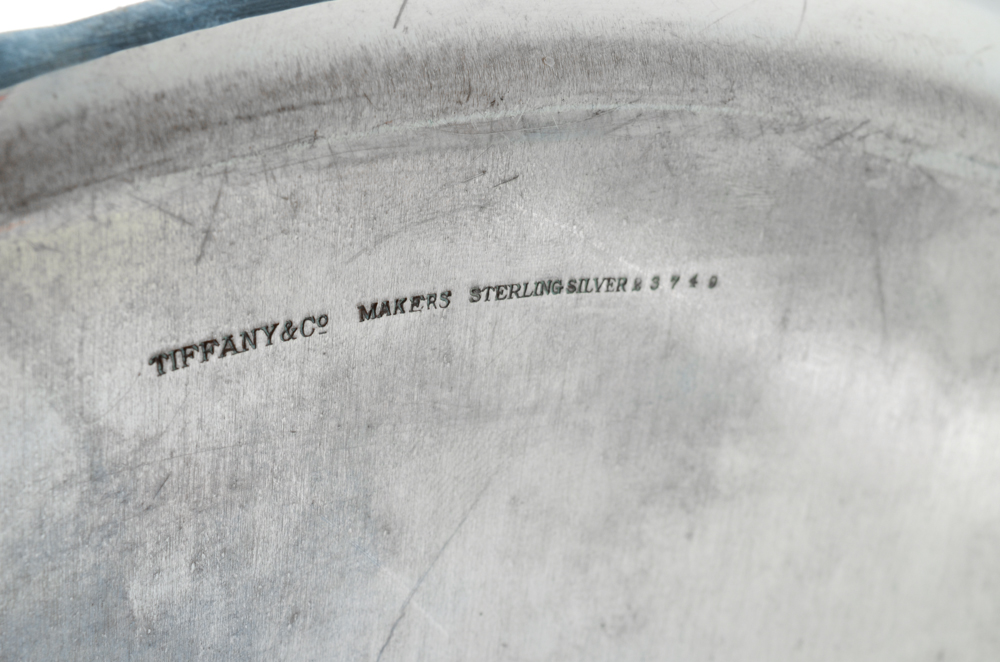 TIFFANY & Cº MAKERS STERLING SILVER 23749